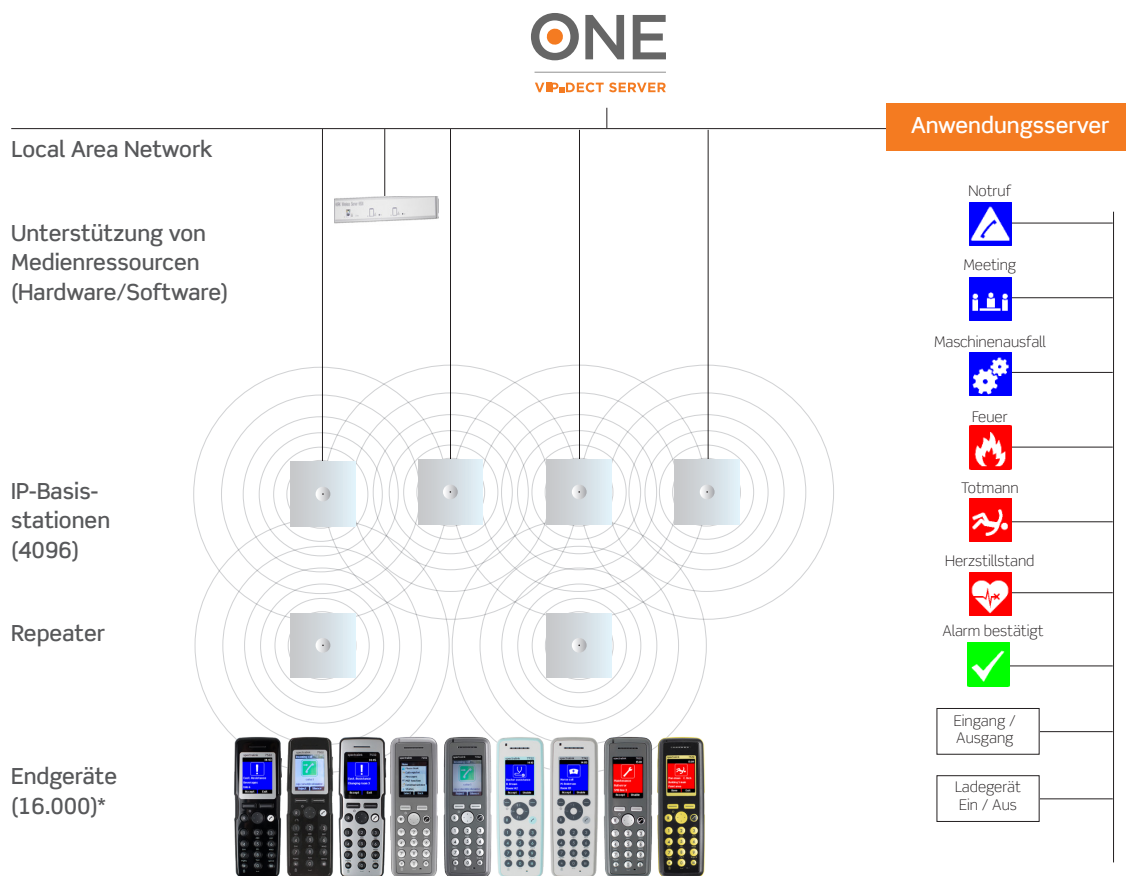 ONE
VIP-DECT SERVER
Anwendungsserver
Local Area Network
Unterstützung von
Medienressourcen
(Hardware/Software)
IP-Basis-
stationen
(4096)
Repeater
Endgeräte
(16.000)*
Notruf
Meeting
Maschinenausfall
Feuer
Totmann
Herzstillstand
Alarm bestätigt
Eingang /
Ausgang
Ladegerät
Ein / Aus